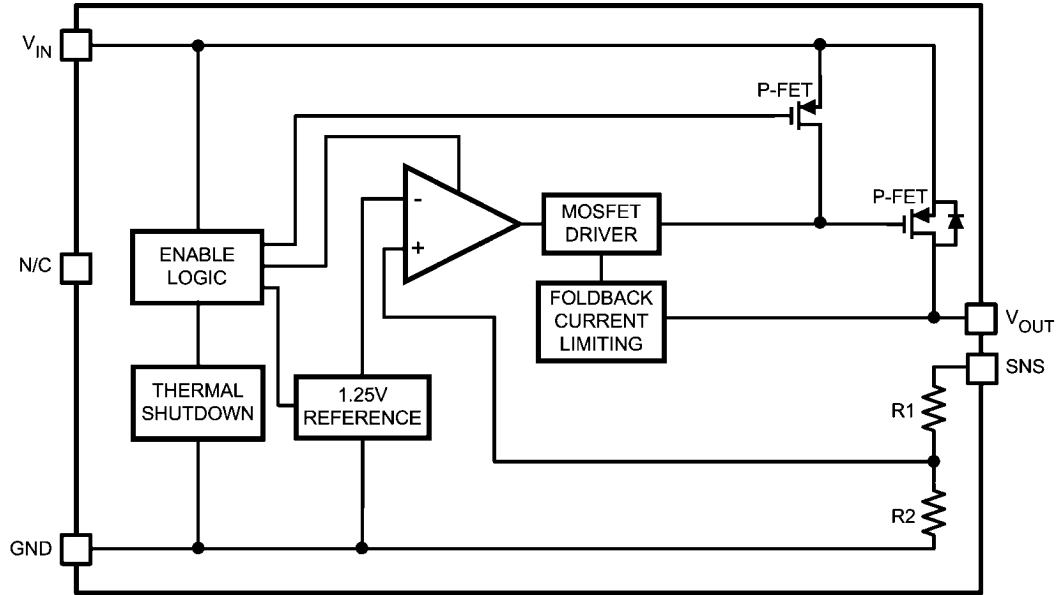 VIN
P-FET
P-FET
-
MOSFET
DRIVER
+
ENABLE
LOGIC
N/C
FOLDBACK
CURRENT
LIMITING
VOUT
SNS
THERMAL
SHUTDOWN
1.25V
REFERENCE
R1
R2
GND